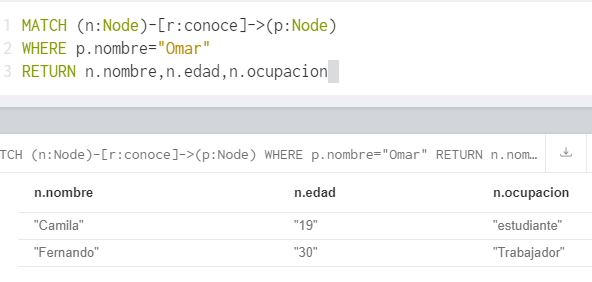 1 MATCH (n:Node)-[r:conoce]->(p:Node)
2 WHERE p.nombre="Omar"
3 RETURN n.nombre,n.edad,n.ocupacion
TCH (n:Node)-[r:conoce]->(p:Node) WHERE p.nombre="Omar" RETURN n.nom…
n.nombre n.edad n.ocupacion
"Camila" "19" "estudiante"
"Fernando" "30" "Trabajador"